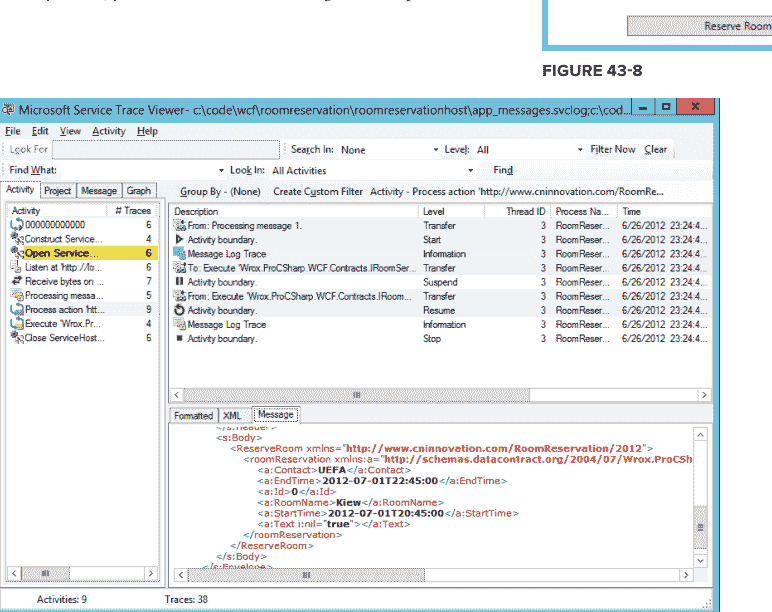 Reserve Room
FIGURE 43-8
Microsoft Service Trace Viewer- c:\code\wcf\roomreservation\roomreservationhost\app_messages.svclog;c:\cod...
File Edit View Activity Help
Look For Search In: None Level: All Filter Now Clear
Find What: Look In: All Activities Find
Activity Project Message Graph Group By - (None) Create Custom Filter Activity - Process action 'http://www.cninnovation.com/RoomRe...
Activity # Traces
000000000000 6
Construct Service... 4
Open Service... 6
Listen at 'http://lo... 6
Receive bytes on ... 7
Processing messa... 5
Process action 'htt... 9
Execute 'Wrox.Pr... 4
Close ServiceHost... 6
Description Level Thread ID Process Na... Time
From: Processing message 1. Transfer 3 RoomReser... 6/26/2012 23:24:4...
Activity boundary. Start 3 RoomReser... 6/26/2012 23:24:4...
Message Log Trace Information 3 RoomReser... 6/26/2012 23:24:4...
To: Execute 'Wrox.ProCSharp.WCF.Contracts.IRoomSer... Transfer 3 RoomReser... 6/26/2012 23:24:4...
Activity boundary. Suspend 3 RoomReser... 6/26/2012 23:24:4...
From: Execute 'Wrox.ProCSharp.WCF.Contracts.IRoom... Transfer 3 RoomReser... 6/26/2012 23:24:4...
Activity boundary. Resume 3 RoomReser... 6/26/2012 23:24:4...
Message Log Trace Information 3 RoomReser... 6/26/2012 23:24:4...
Activity boundary. Stop 3 RoomReser... 6/26/2012 23:24:4...
Formatted XML Message
</s:Header>
<s:Body>
<ReserveRoom xmlns="http://www.cninnovation.com/RoomReservation/2012">
<roomReservation xmlns:a="http://schemas.datacontract.org/2004/07/Wrox.ProCSh
<a:Contact>UEFA</a:Contact>
<a:EndTime>2012-07-01T22:45:00</a:EndTime>
<a:Id>0</a:Id>
<a:RoomName>Kiew</a:RoomName>
<a:StartTime>2012-07-01T20:45:00</a:StartTime>
<a:Text i:nil="true"></a:Text>
</roomReservation>
</ReserveRoom>
</s:Body>
</s:Envelope>
Activities: 9 Traces: 38